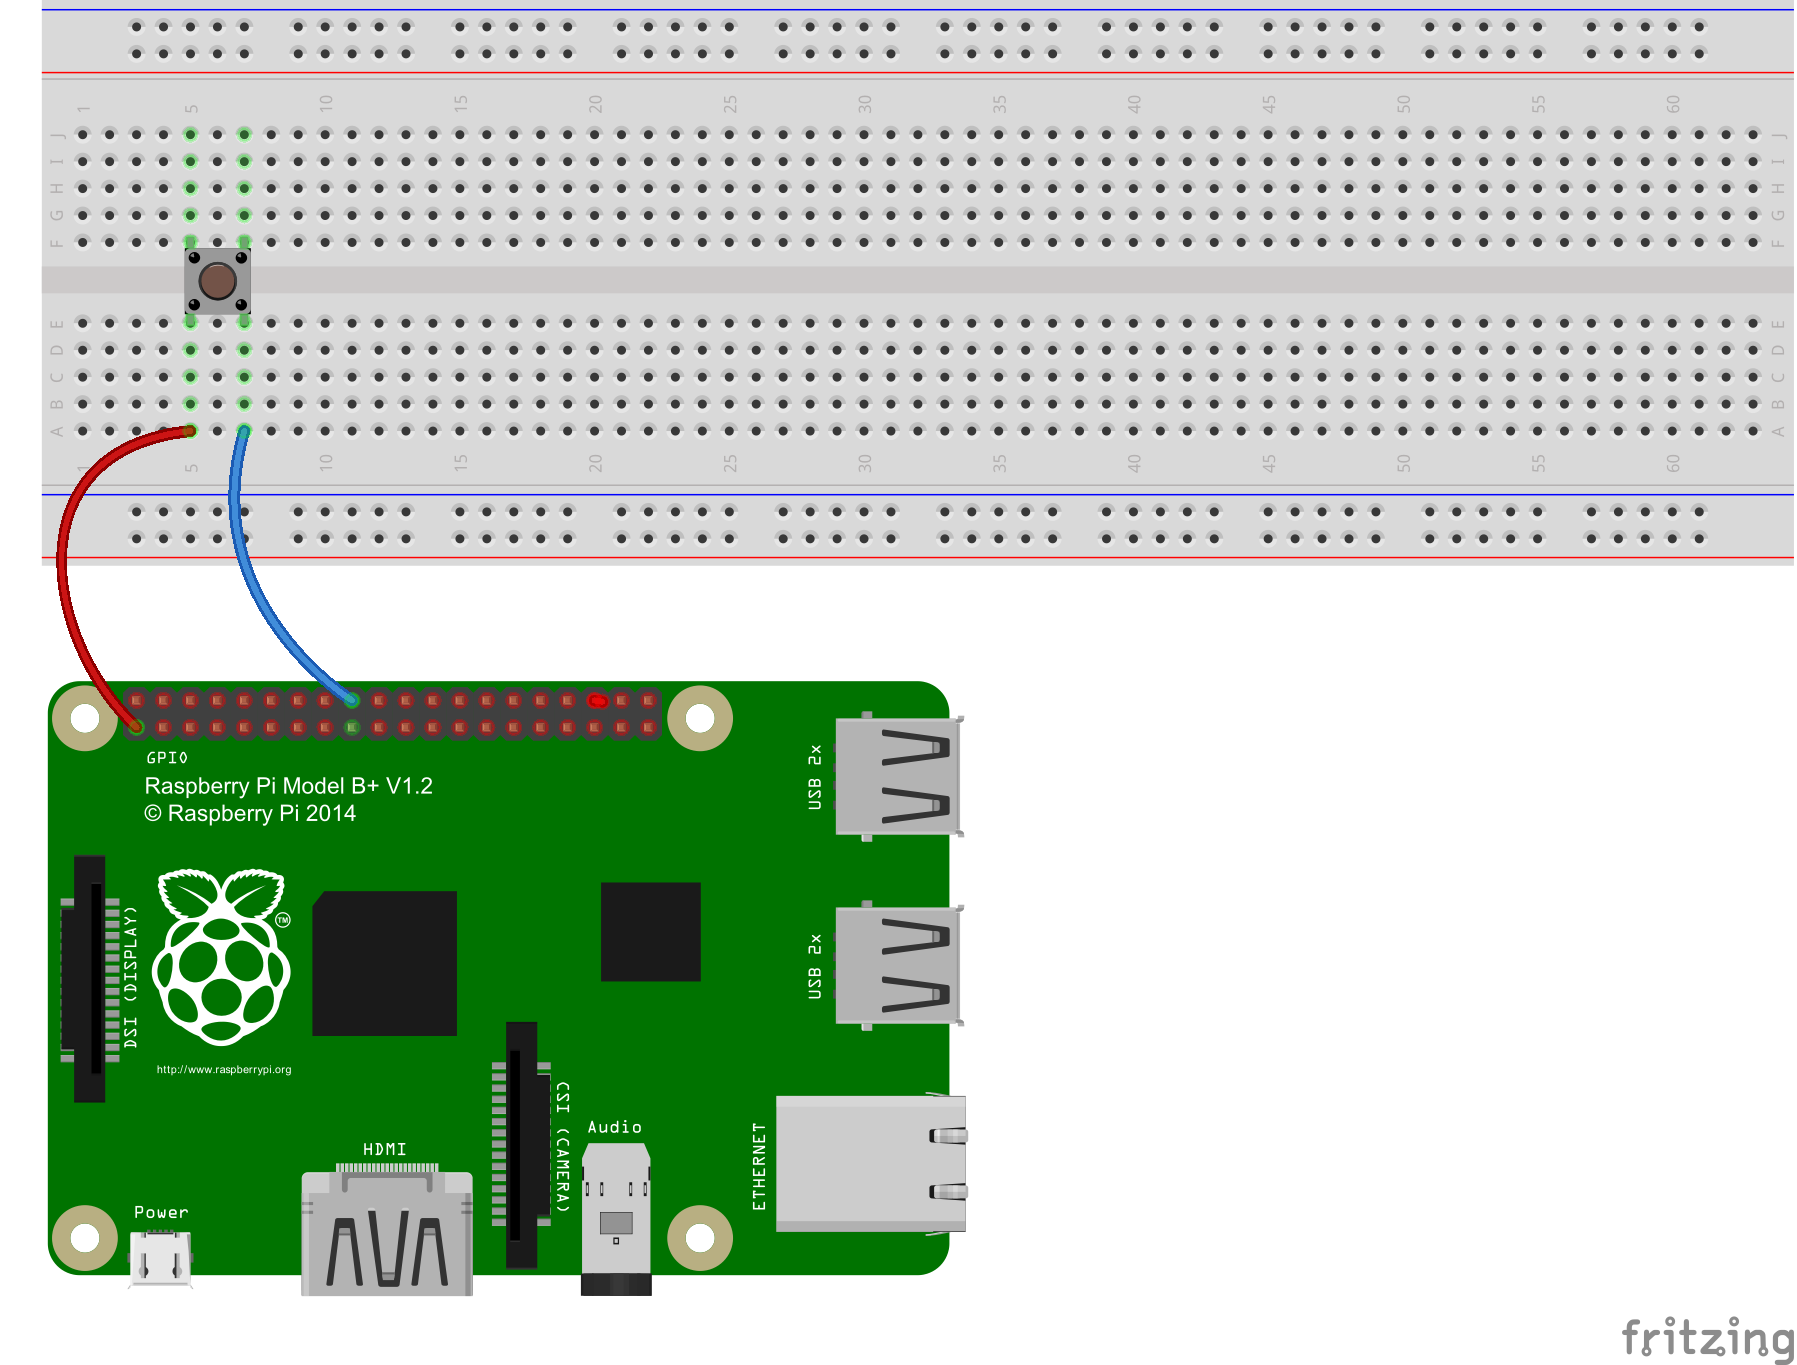 1 5 10 15 20 25 30 35 40 45 50 55 60
J J
I I
H H
G G
F F
E E
D D
C C
B B
A A
1 5 10 15 20 25 30 35 40 45 50 55 60
GPIO
Raspberry Pi Model B+ V1.2
© Raspberry Pi 2014
USB 2x
DSI (DISPLAY)
TM
USB 2x
http://www.raspberrypi.org
CSI (CAMERA)
Audio
ETHERNET
HDMI
Power
fritzing